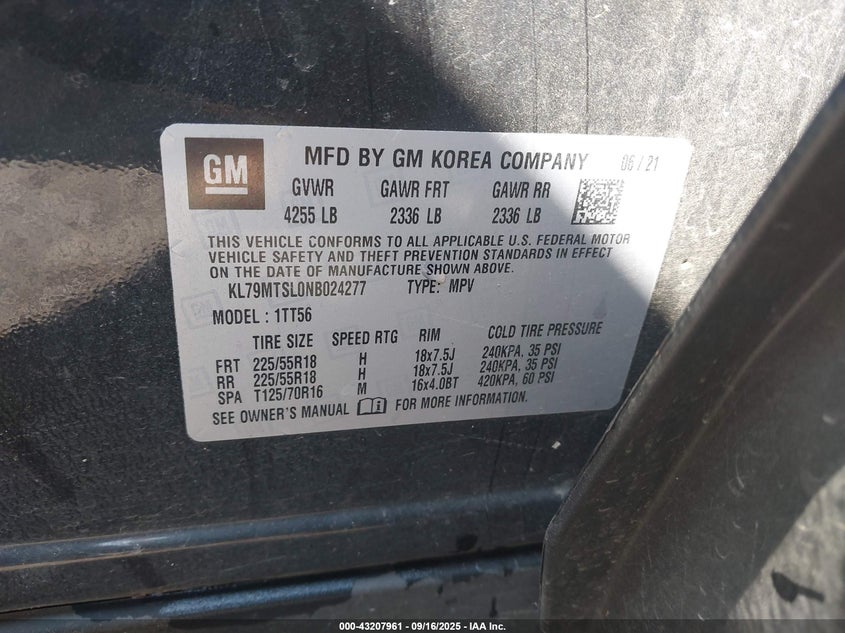 GM
MFD BY GM KOREA COMPANY 06 / 21
GVWR GAWR FRT GAWR RR
4255 LB 2336 LB 2336 LB
THIS VEHICLE CONFORMS TO ALL APPLICABLE U.S. FEDERAL MOTOR
VEHICLE SAFETY AND THEFT PREVENTION STANDARDS IN EFFECT
ON THE DATE OF MANUFACTURE SHOWN ABOVE.
KL79MTSL0NB024277 TYPE: MPV
MODEL : 1TT56
TIRE SIZE SPEED RTG RIM COLD TIRE PRESSURE
FRT 225/55R18 H 18x7.5J 240KPA, 35 PSI
RR 225/55R18 H 18x7.5J 240KPA, 35 PSI
SPA T125/70R16 M 16x4.0BT 420KPA, 60 PSI
SEE OWNER'S MANUAL FOR MORE INFORMATION.
000-43207961 - 09/16/2025 - IAA Inc.